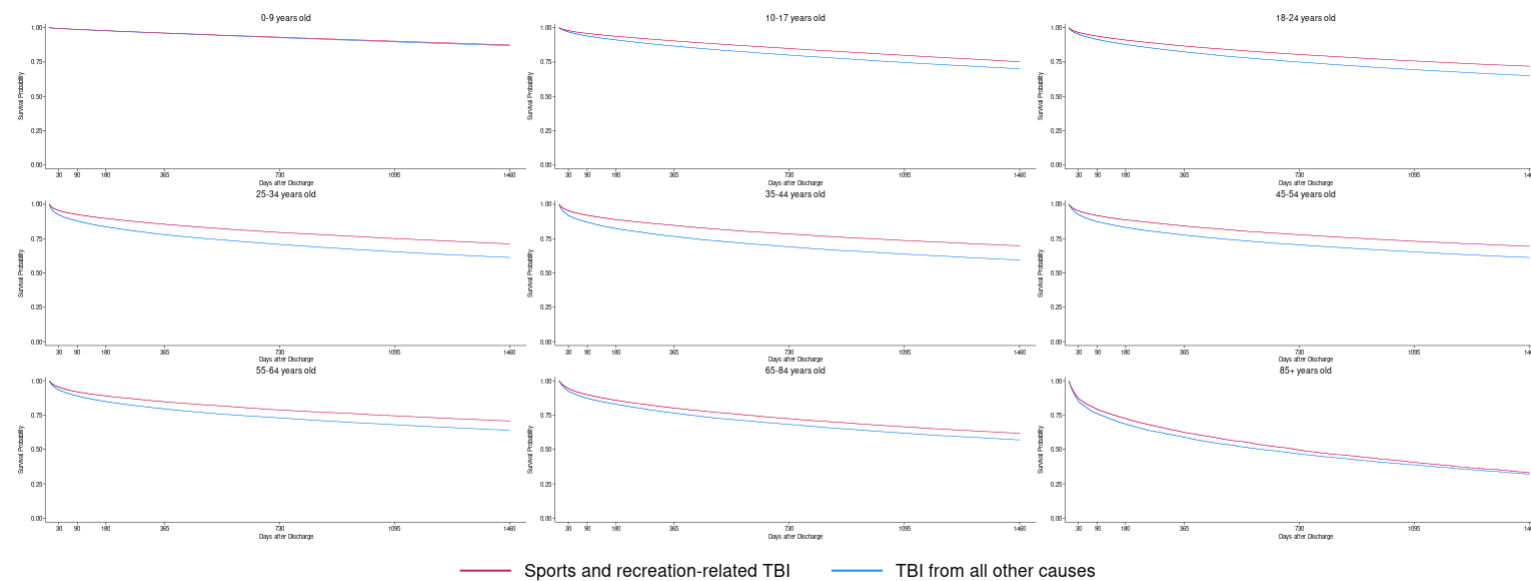 0-9 years old
10-17 years old
18-24 years old
1.00
0.75
0.50
0.25
0.00
Survival Probability
30 90 180 365 730 1095 1460
Days after Discharge
1.00
0.75
0.50
0.25
0.00
Survival Probability
30 90 180 365 730 1095 1460
Days after Discharge
1.00
0.75
0.50
0.25
0.00
Survival Probability
30 90 180 365 730 1095
Days after Discharge
25-34 years old
35-44 years old
45-54 years old
1.00
0.75
0.50
0.25
0.00
Survival Probability
30 90 180 365 730 1095 1460
Days after Discharge
1.00
0.75
0.50
0.25
0.00
Survival Probability
30 90 180 365 730 1095 1460
Days after Discharge
1.00
0.75
0.50
0.25
0.00
Survival Probability
30 90 180 365 730 1095
Days after Discharge
55-64 years old
65-84 years old
85+ years old
1.00
0.75
0.50
0.25
0.00
Survival Probability
30 90 180 365 730 1095 1460
Days after Discharge
1.00
0.75
0.50
0.25
0.00
Survival Probability
30 90 180 365 730 1095 1460
Days after Discharge
1.00
0.75
0.50
0.25
0.00
Survival Probability
30 90 180 365 730 1095
Days after Discharge
Sports and recreation-related TBI
TBI from all other causes